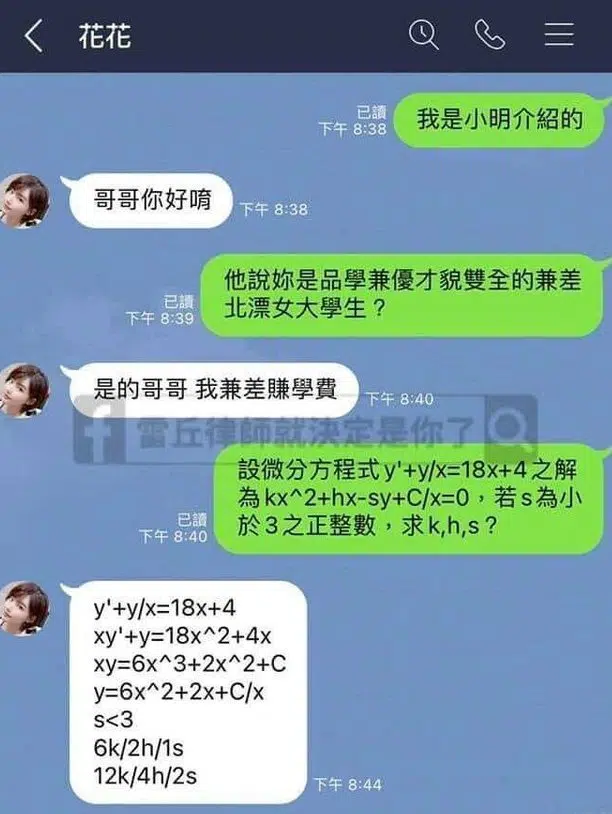 花花
已讀
下午 8:38
我是小明介紹的
哥哥你好唷
下午 8:38
他說妳是品學兼優才貌雙全的兼差
北漂女大學生？
已讀
下午 8:39
是的哥哥 我兼差賺學費
下午 8:40
雷丘律師就決定是你了
設微分方程式y'+y/x=18x+4之解
為kx^2+hx-sy+C/x=0，若s為小
於3之正整數，求k,h,s？
已讀
下午 8:40
y'+y/x=18x+4
xy'+y=18x^2+4x
xy=6x^3+2x^2+C
y=6x^2+2x+C/x
s<3
6k/2h/1s
12k/4h/2s
下午 8:44